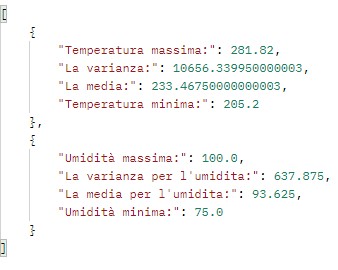 [
{
"Temperatura massima:": 281.82,
"La varianza:": 10656.339950000003,
"La media:": 233.46750000000003,
"Temperatura minima:": 205.2
},
{
"Umidità massima:": 100.0,
"La varianza per l'umidita:": 637.875,
"La media per l'umidita:": 93.625,
"Umidità minima:": 75.0
}
]